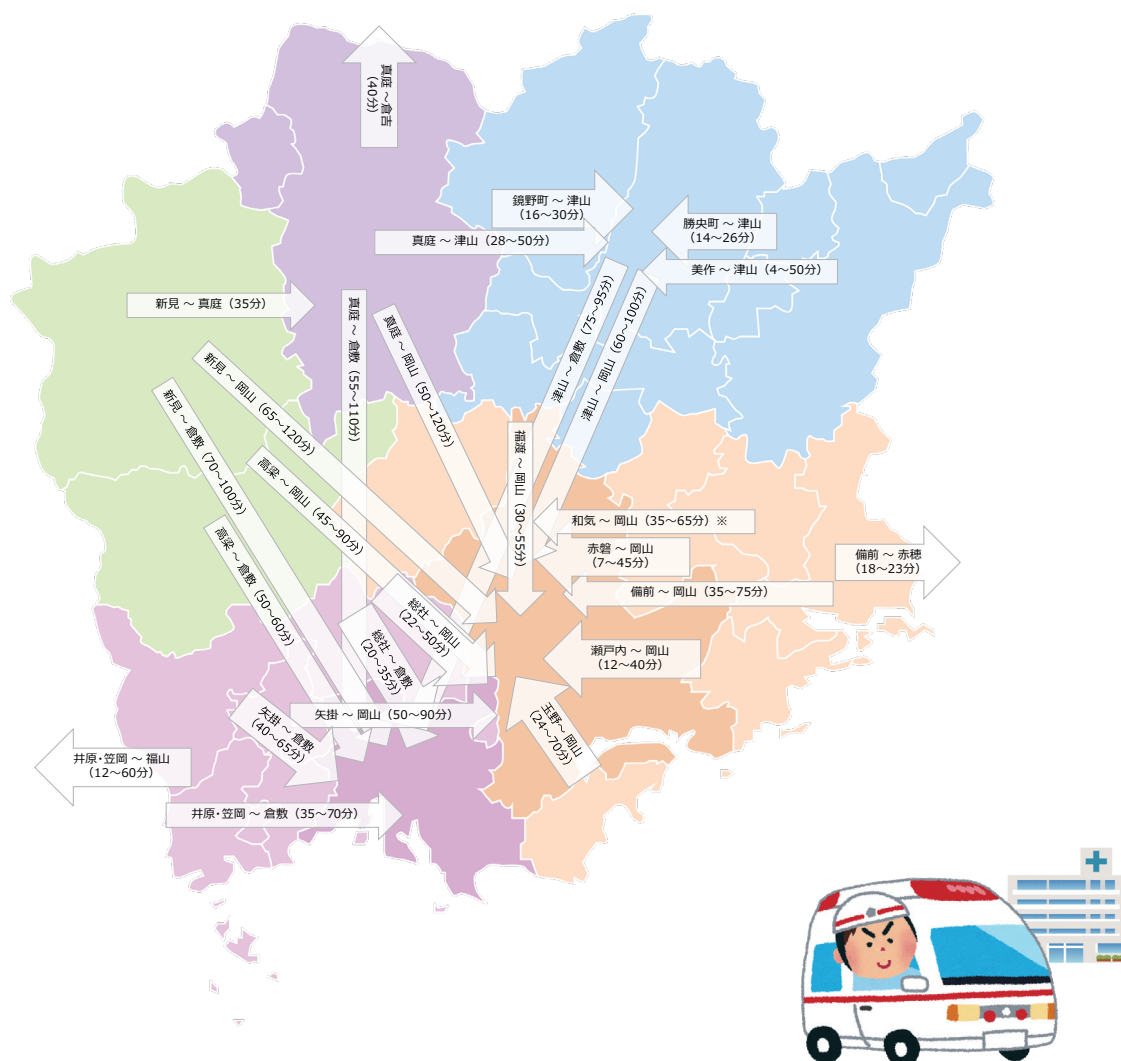 真庭 ～ 倉吉
（40分）
鏡野町 ～ 津山
（16～30分）
勝央町 ～ 津山
（14～26分）
真庭 ～ 津山（28～50分）
美作 ～ 津山（4～50分）
新見 ～ 真庭（35分）
真庭 ～ 倉敷（55～110分）
真庭 ～ 岡山（50～120分）
津山 ～ 倉敷（75～95分）
津山 ～ 岡山（60～100分）
新見 ～ 岡山（65～120分）
新見 ～ 倉敷（70～100分）
高梁 ～ 岡山（45～90分）
高梁 ～ 倉敷（50～60分）
福渡 ～ 岡山（30～55分）
和気 ～ 岡山（35～65分）※
赤磐 ～ 岡山
（7～45分）
備前 ～ 赤穂
（18～23分）
備前 ～ 岡山（35～75分）
総社 ～ 岡山
（22～50分）
総社 ～ 倉敷
（20～35分）
瀬戸内 ～ 岡山
（12～40分）
矢掛 ～ 岡山（50～90分）
矢掛 ～ 倉敷
（40～65分）
玉野～ 岡山
（24～70分）
井原・笠岡 ～ 福山
（12～60分）
井原・笠岡 ～ 倉敷（35～70分）